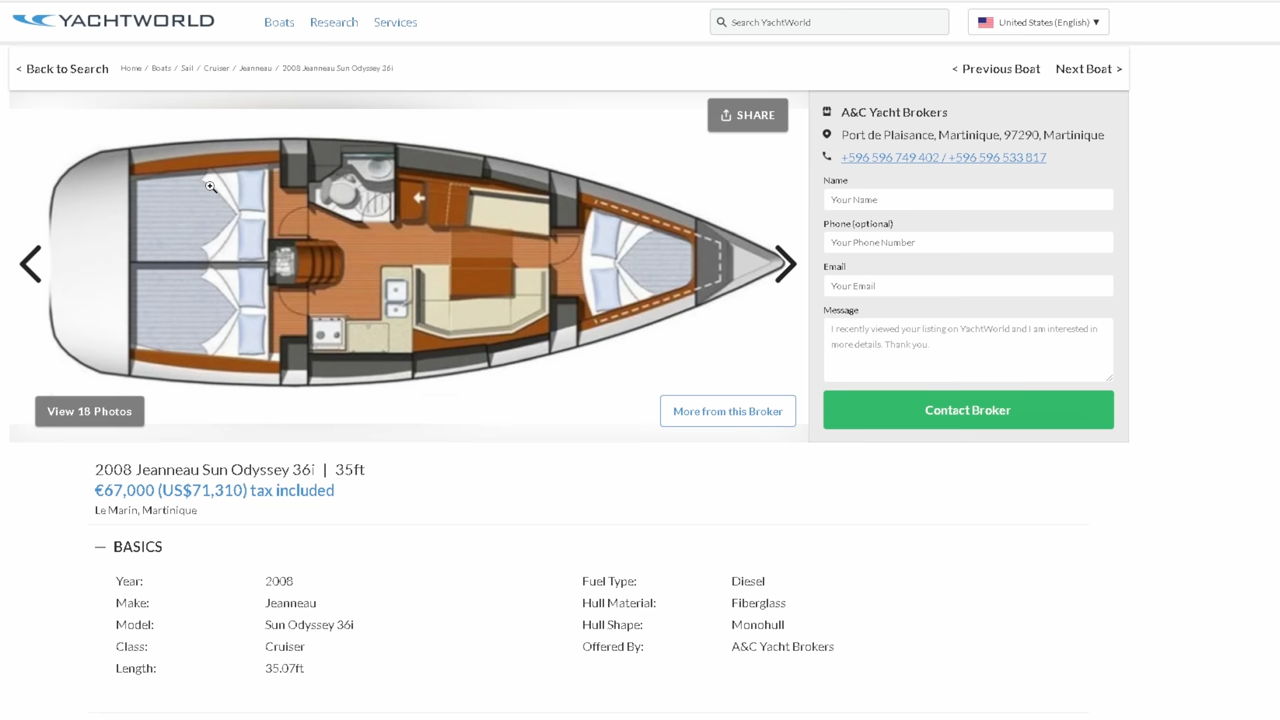 YACHTWORLD
Boats Research Services
Search YachtWorld
United States (English) ▼
< Back to Search
Home / Boats / Sail / Cruiser / Jeanneau / 2008 Jeanneau Sun Odyssey 36i
< Previous Boat Next Boat >
SHARE
View 18 Photos
More from this Broker
A&C Yacht Brokers
Port de Plaisance, Martinique, 97290, Martinique
+596 596 749 402 / +596 596 533 817
Name
Your Name
Phone (optional)
Your Phone Number
Email
Your Email
Message
I recently viewed your listing on YachtWorld and I am interested in
more details. Thank you.
Contact Broker
2008 Jeanneau Sun Odyssey 36i | 35ft
€67,000 (US$71,310) tax included
Le Marin, Martinique
— BASICS
Year: 2008
Make: Jeanneau
Model: Sun Odyssey 36i
Class: Cruiser
Length: 35.07ft
Fuel Type: Diesel
Hull Material: Fiberglass
Hull Shape: Monohull
Offered By: A&C Yacht Brokers